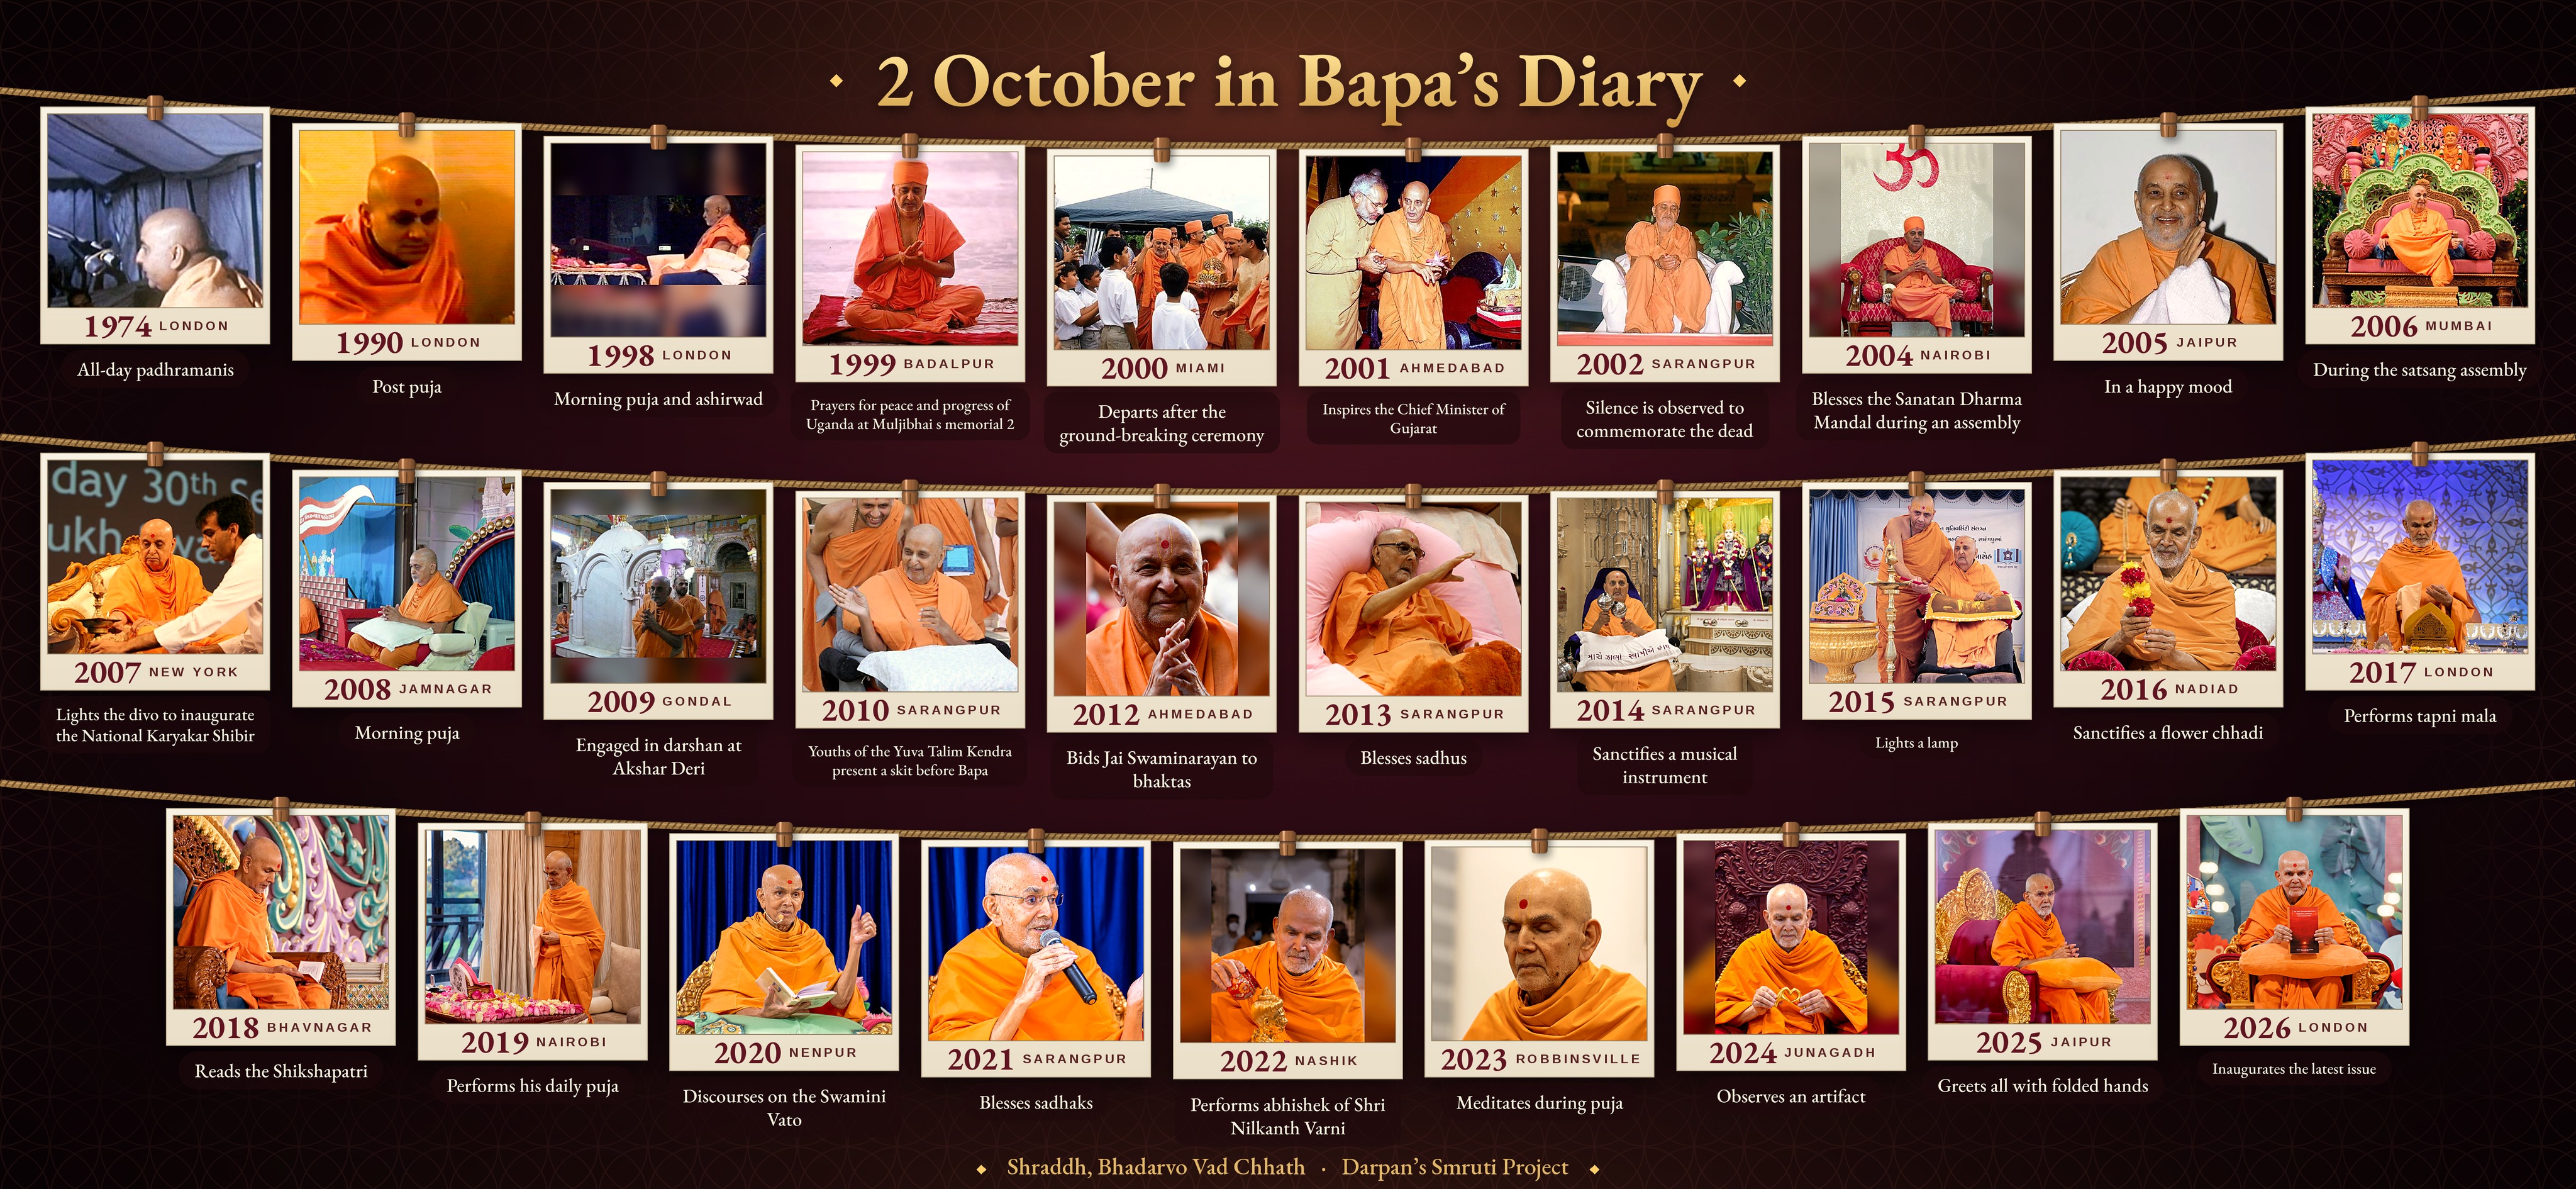 2 October in Bapa's Diary
1974 LONDON
All-day padhramanis
1990 LONDON
Post puja
1998 LONDON
Morning puja and ashirwad
1999 BADALPUR
Prayers for peace and progress of
Uganda at Muljibhai s memorial 2
2000 MIAMI
Departs after the
ground-breaking ceremony
2001 AHMEDABAD
Inspires the Chief Minister of
Gujarat
2002 SARANGPUR
Silence is observed to
commemorate the dead
ॐ
2004 NAIROBI
Blesses the Sanatan Dharma
Mandal during an assembly
2005 JAIPUR
In a happy mood
2006 MUMBAI
During the satsang assembly
day 30th Se
ukh
2007 NEW YORK
Lights the divo to inaugurate
the National Karyakar Shibir
2008 JAMNAGAR
Morning puja
2009 GONDAL
Engaged in darshan at
Akshar Deri
2010 SARANGPUR
Youths of the Yuva Talim Kendra
present a skit before Bapa
2012 AHMEDABAD
Bids Jai Swaminarayan to
bhaktas
2013 SARANGPUR
Blesses sadhus
2014 SARANGPUR
Sanctifies a musical
instrument
2015 SARANGPUR
Lights a lamp
2016 NADIAD
Sanctifies a flower chhadi
2017 LONDON
Performs tapni mala
2018 BHAVNAGAR
Reads the Shikshapatri
2019 NAIROBI
Performs his daily puja
2020 NENPUR
Discourses on the Swamini
Vato
2021 SARANGPUR
Blesses sadhaks
2022 NASHIK
Performs abhishek of Shri
Nilkanth Varni
2023 ROBBINSVILLE
Meditates during puja
2024 JUNAGADH
Observes an artifact
2025 JAIPUR
Greets all with folded hands
2026 LONDON
Inaugurates the latest issue
Shraddh, Bhadarvo Vad Chhath · Darpan's Smruti Project